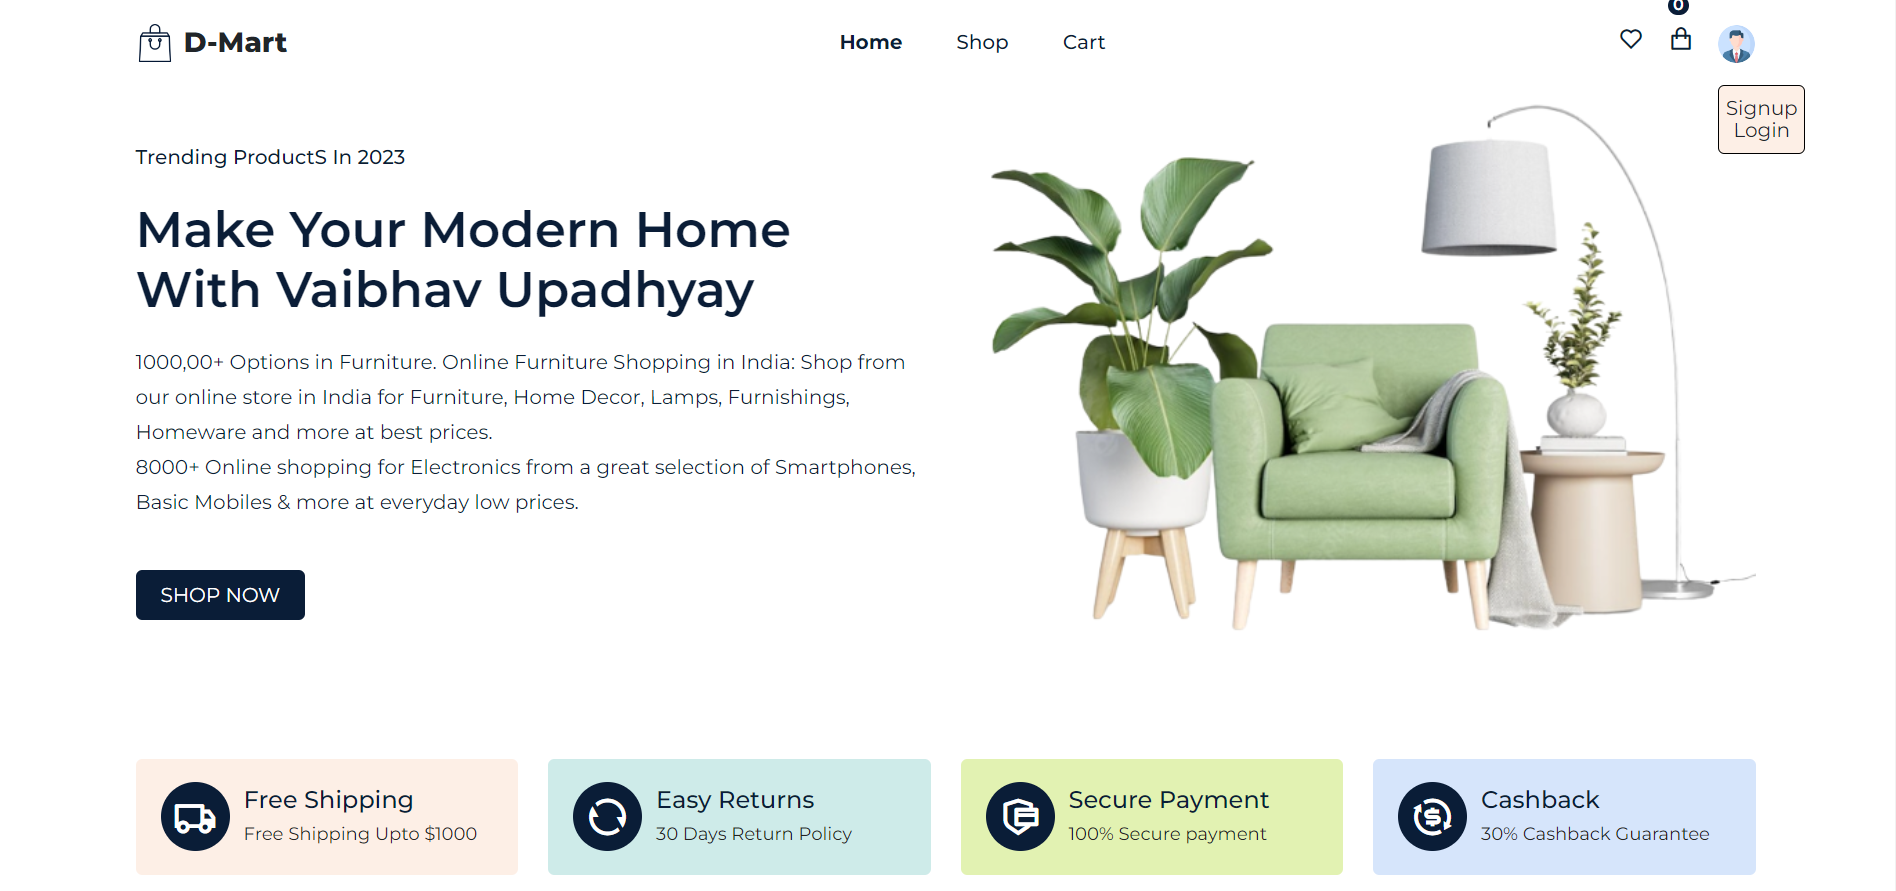 0
D-Mart
Home
Shop
Cart
Signup
Login
Trending ProductS In 2023
Make Your Modern Home
With Vaibhav Upadhyay
1000,00+ Options in Furniture. Online Furniture Shopping in India: Shop from
our online store in India for Furniture, Home Decor, Lamps, Furnishings,
Homeware and more at best prices.
8000+ Online shopping for Electronics from a great selection of Smartphones,
Basic Mobiles & more at everyday low prices.
SHOP NOW
Free Shipping
Free Shipping Upto $1000
Easy Returns
30 Days Return Policy
Secure Payment
100% Secure payment
Cashback
30% Cashback Guarantee